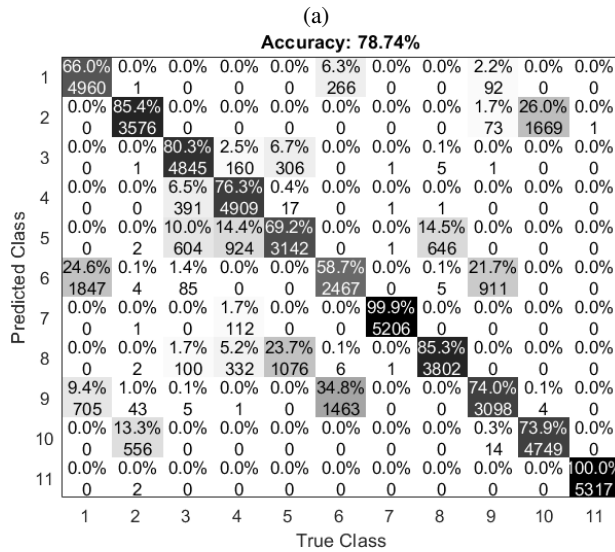 (a)
Accuracy: 78.74%
1 66.0% 0.0% 0.0% 0.0% 0.0% 6.3% 0.0% 0.0% 2.2% 0.0% 0.0%
4960 1 0 0 0 266 0 0 92 0 0
2 0.0% 85.4% 0.0% 0.0% 0.0% 0.0% 0.0% 0.0% 1.7% 26.0% 0.0%
0 3576 0 0 0 0 0 0 73 1669 1
3 0.0% 0.0% 80.3% 2.5% 6.7% 0.0% 0.0% 0.1% 0.0% 0.0% 0.0%
0 1 4845 160 306 0 1 5 1 0 0
4 0.0% 0.0% 6.5% 76.3% 0.4% 0.0% 0.0% 0.0% 0.0% 0.0% 0.0%
0 0 391 4909 17 0 1 1 0 0 0
5 0.0% 0.0% 10.0% 14.4% 69.2% 0.0% 0.0% 14.5% 0.0% 0.0% 0.0%
0 2 604 924 3142 0 1 646 0 0 0
6 24.6% 0.1% 1.4% 0.0% 0.0% 58.7% 0.0% 0.1% 21.7% 0.0% 0.0%
1847 4 85 0 0 2467 0 5 911 0 0
7 0.0% 0.0% 0.0% 1.7% 0.0% 0.0% 99.9% 0.0% 0.0% 0.0% 0.0%
0 1 0 112 0 0 5206 0 0 0 0
8 0.0% 0.0% 1.7% 5.2% 23.7% 0.1% 0.0% 85.3% 0.0% 0.0% 0.0%
0 2 100 332 1076 6 1 3802 0 0 0
9 9.4% 1.0% 0.1% 0.0% 0.0% 34.8% 0.0% 0.0% 74.0% 0.1% 0.0%
705 43 5 1 0 1463 0 0 3098 4 0
10 0.0% 13.3% 0.0% 0.0% 0.0% 0.0% 0.0% 0.0% 0.3% 73.9% 0.0%
0 556 0 0 0 0 0 0 14 4749 0
11 0.0% 0.0% 0.0% 0.0% 0.0% 0.0% 0.0% 0.0% 0.0% 0.0% 100.0%
0 2 0 0 0 0 0 0 0 0 5317
1 2 3 4 5 6 7 8 9 10 11
True Class
Predicted Class